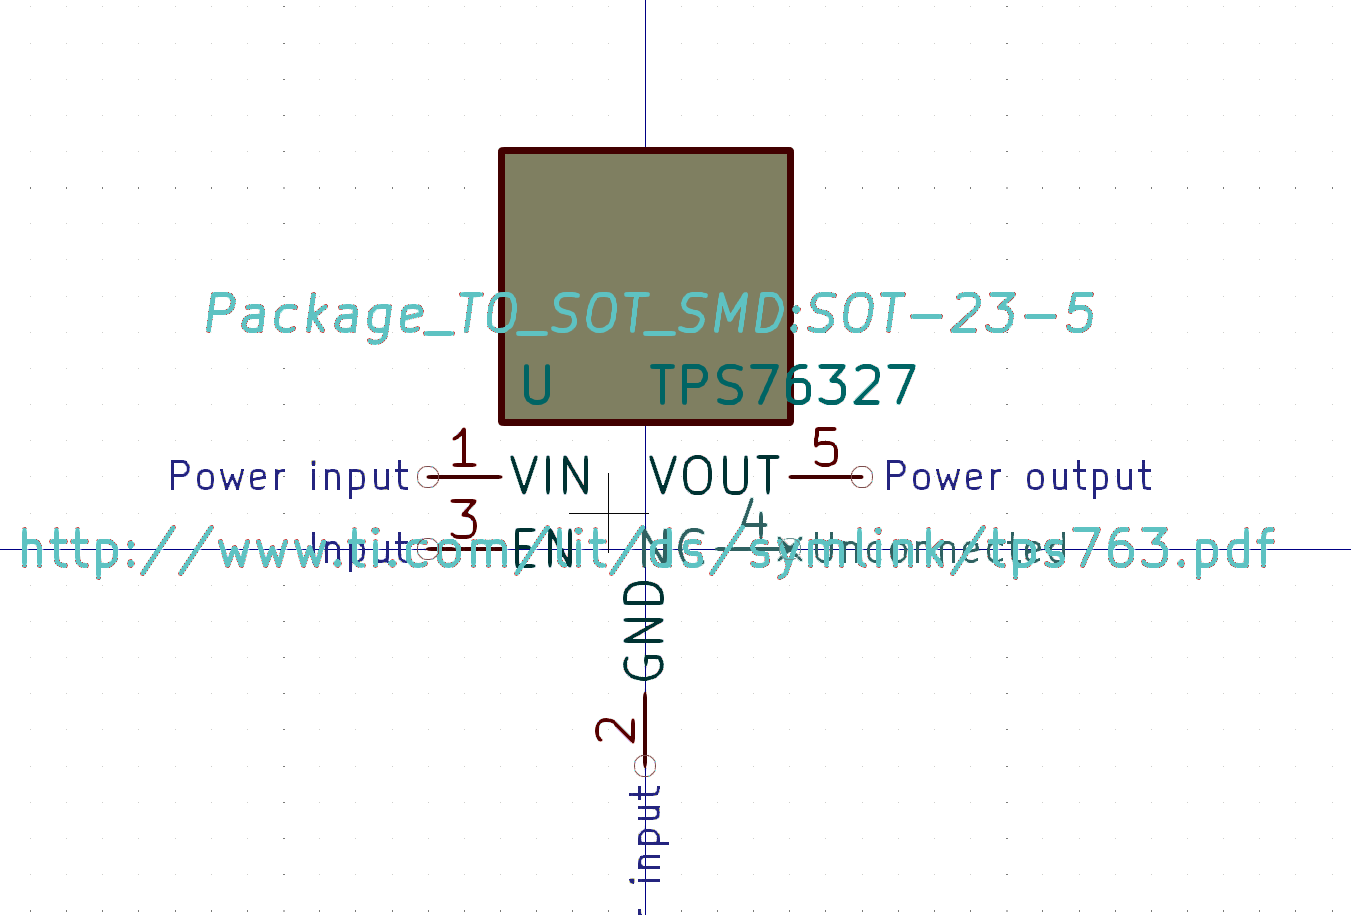 Package_TO_SOT_SMD:SOT-23-5
U TPS76327
1 5
Power input VIN VOUT Power output
3 4
Input EN NC Unconnected
http://www.ti.com/lit/ds/symlink/tps763.pdf
GND
2
input